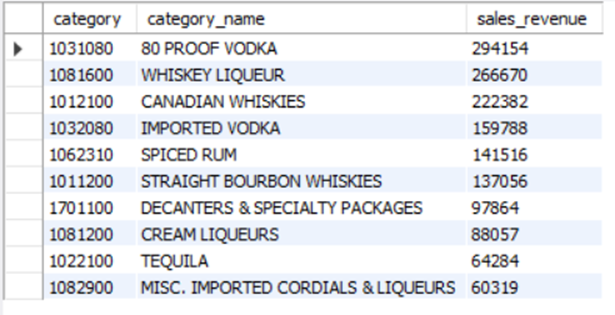 category category_name sales_revenue
1031080 80 PROOF VODKA 294154
1081600 WHISKEY LIQUEUR 266670
1012100 CANADIAN WHISKIES 222382
1032080 IMPORTED VODKA 159788
1062310 SPICED RUM 141516
1011200 STRAIGHT BOURBON WHISKIES 137056
1701100 DECANTERS & SPECIALTY PACKAGES 97864
1081200 CREAM LIQUEURS 88057
1022100 TEQUILA 64284
1082900 MISC. IMPORTED CORDIALS & LIQUEURS 60319